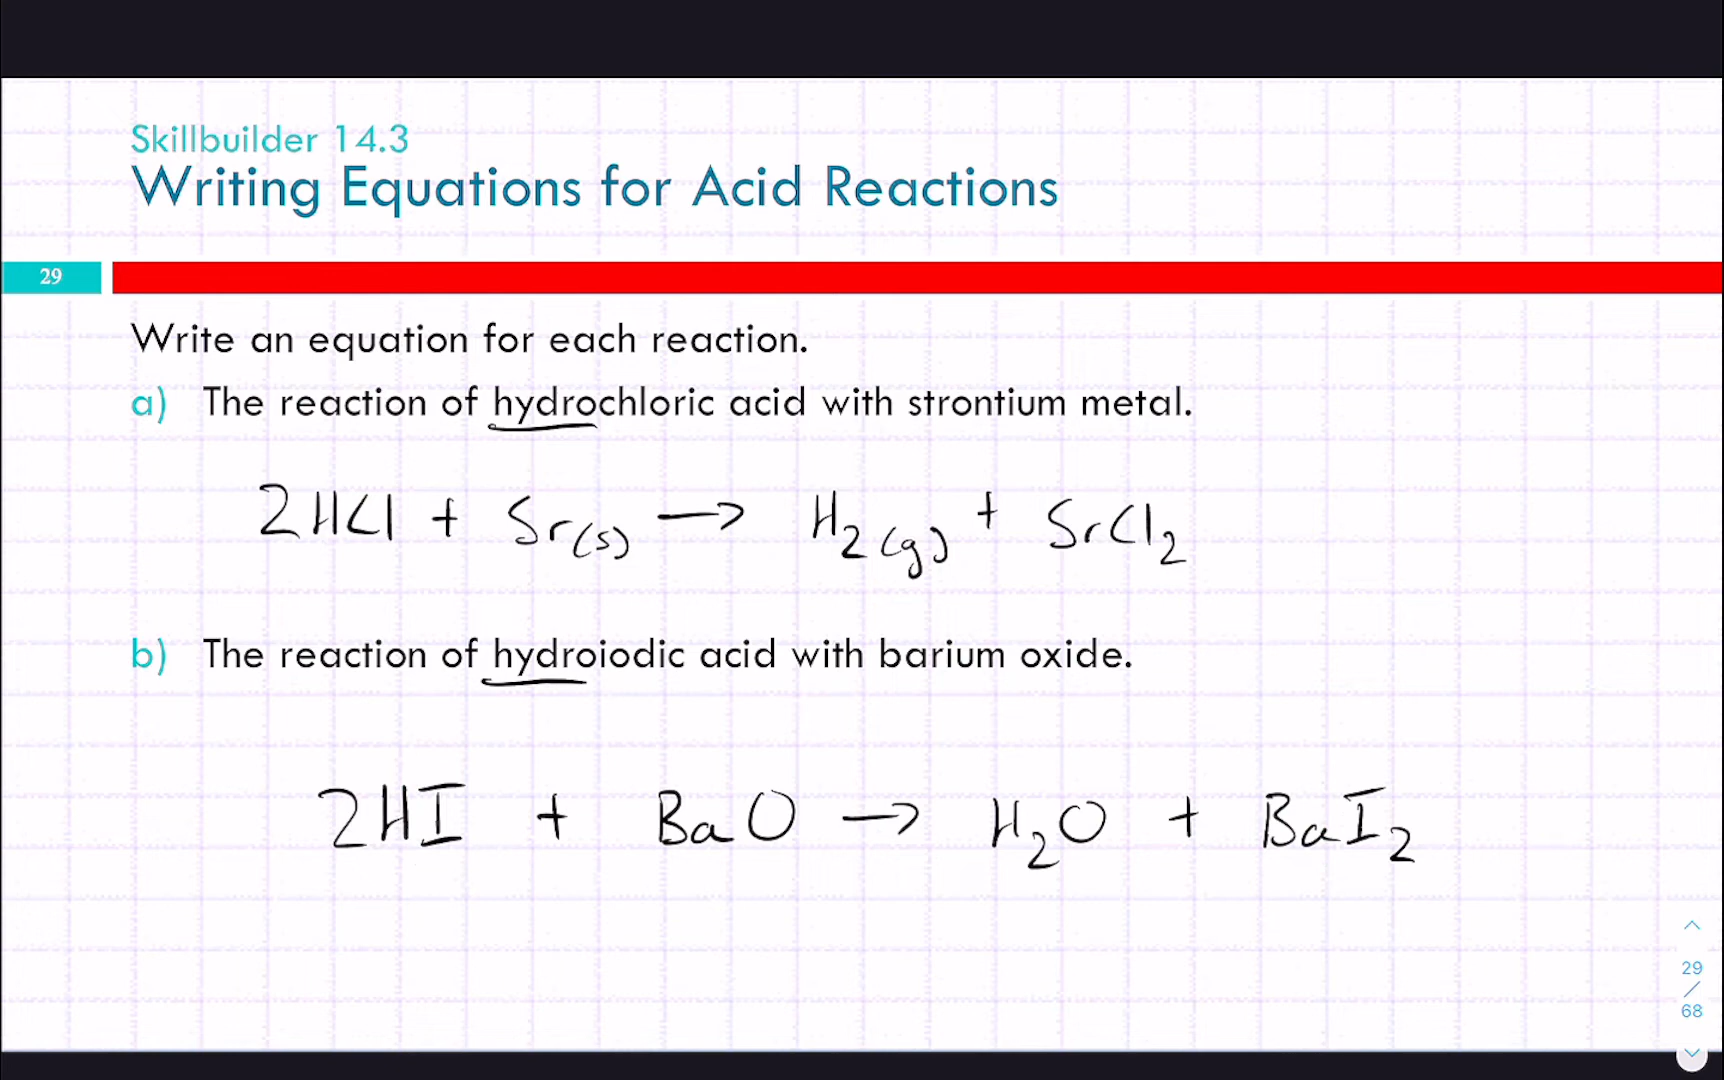 Skillbuilder 14.3
Writing Equations for Acid Reactions
29
Write an equation for each reaction.
a) The reaction of hydrochloric acid with strontium metal.
2HCl + Sr(s) → H₂(g) + SrCl₂
b) The reaction of hydroiodic acid with barium oxide.
2HI + BaO → H₂O + BaI₂
29
/
68